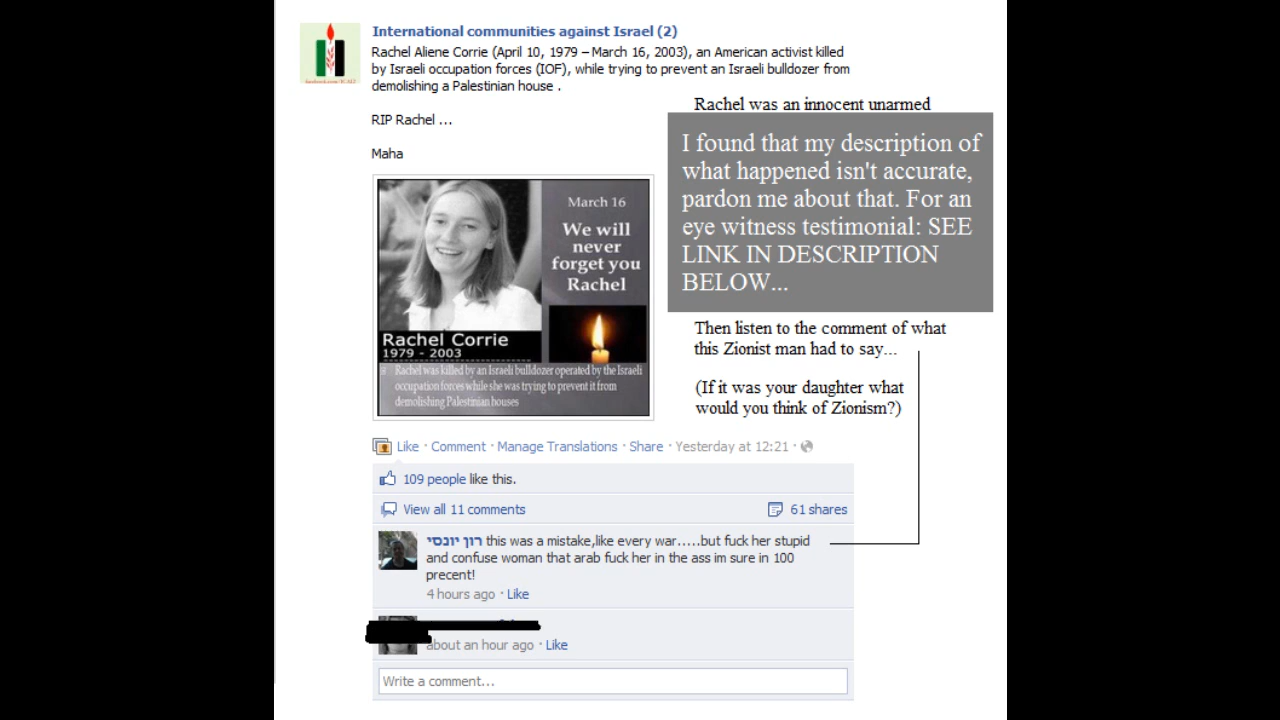 International communities against Israel (2)
Rachel Aliene Corrie (April 10, 1979 – March 16, 2003), an American activist killed
by Israeli occupation forces (IOF), while trying to prevent an Israeli bulldozer from
demolishing a Palestinian house .
RIP Rachel ...
Maha
Rachel was an innocent unarmed
I found that my description of
what happened isn't accurate,
pardon me about that. For an
eye witness testimonial: SEE
LINK IN DESCRIPTION
BELOW...
Then listen to the comment of what
this Zionist man had to say...
(If it was your daughter what
would you think of Zionism?)
March 16
We will
never
forget you
Rachel
Rachel Corrie
1979 - 2003
Rachel was killed by an Israeli bulldozer operated by the Israeli
occupation forces while she was trying to prevent it from
demolishing Palestinian houses
Like · Comment · Manage Translations · Share · Yesterday at 12:21 ·
109 people like this.
View all 11 comments
61 shares
רון יונסי this was a mistake,like every war.....but fuck her stupid
and confuse woman that arab fuck her in the ass im sure in 100
precent!
4 hours ago · Like
about an hour ago · Like
Write a comment...